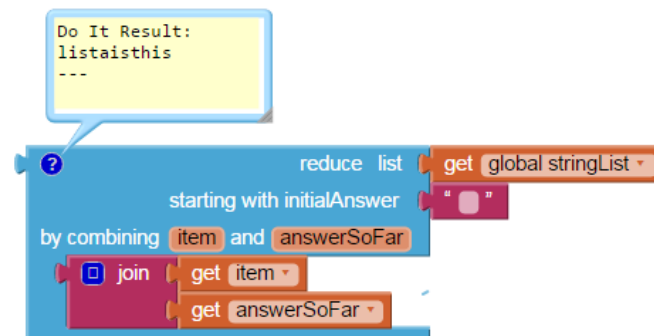 Do It Result:
listaisthis
---
? reduce list get global stringList
starting with initialAnswer " "
by combining item and answerSoFar
join get item
get answerSoFar